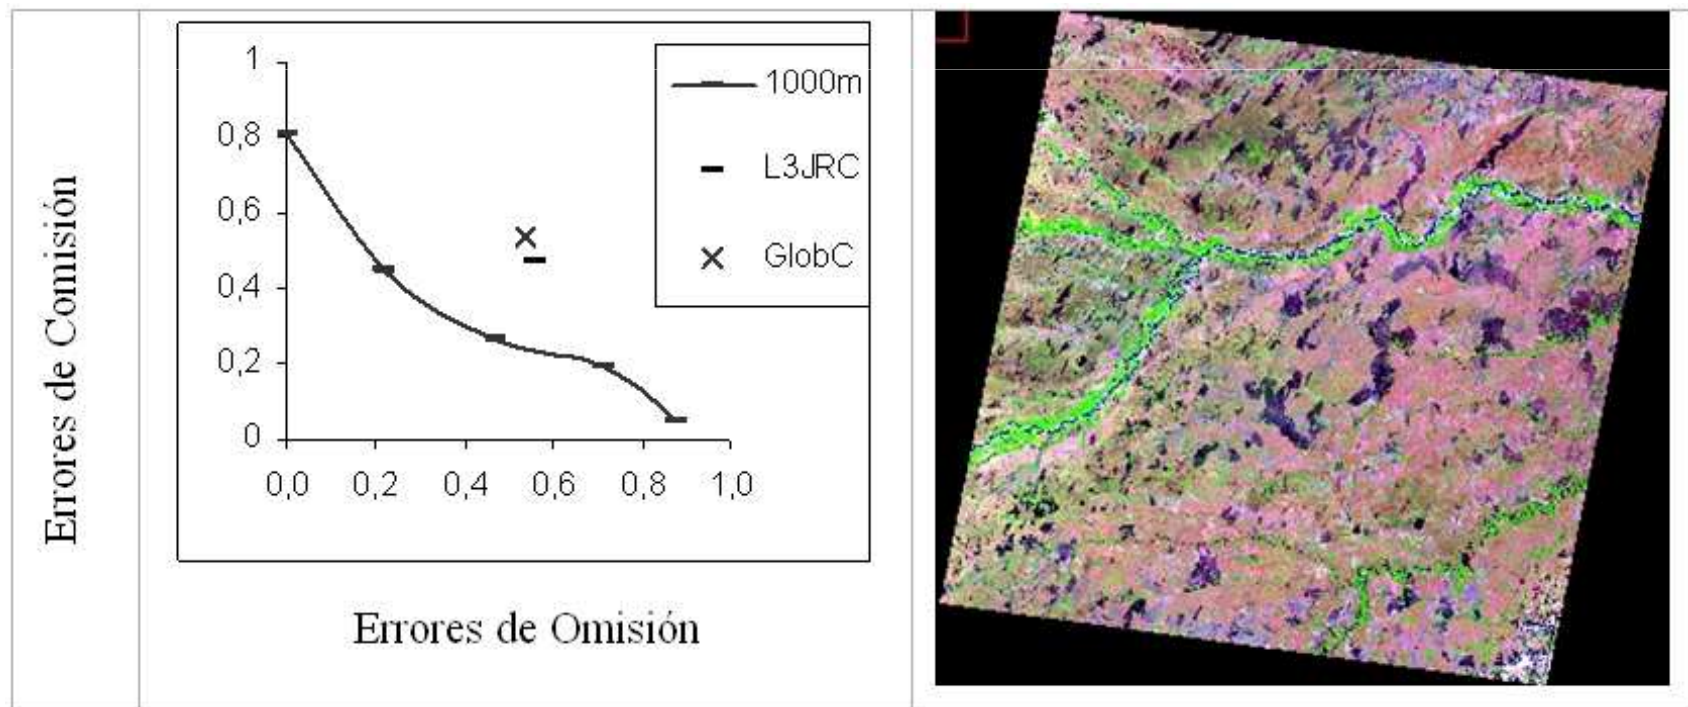 Errores de Comisión
1
0,8
0,6
0,4
0,2
0
0,0 0,2 0,4 0,6 0,8 1,0
1000m
L3JRC
GlobC
Errores de Omisión